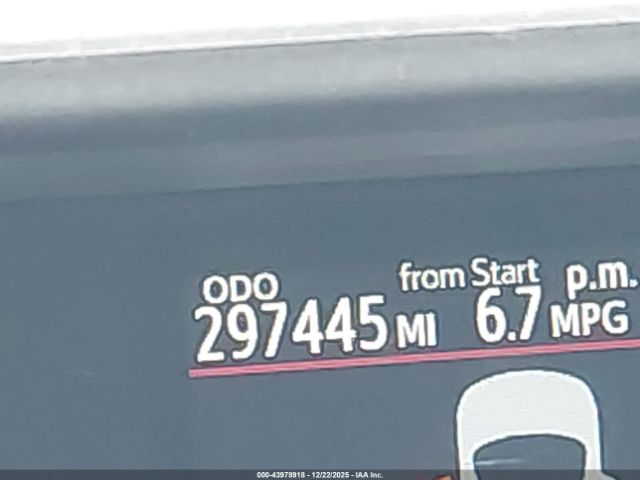 from Start p.m.
ODO
297445 MI 6.7 MPG
000-43978918 - 12/22/2025 - IAA Inc.